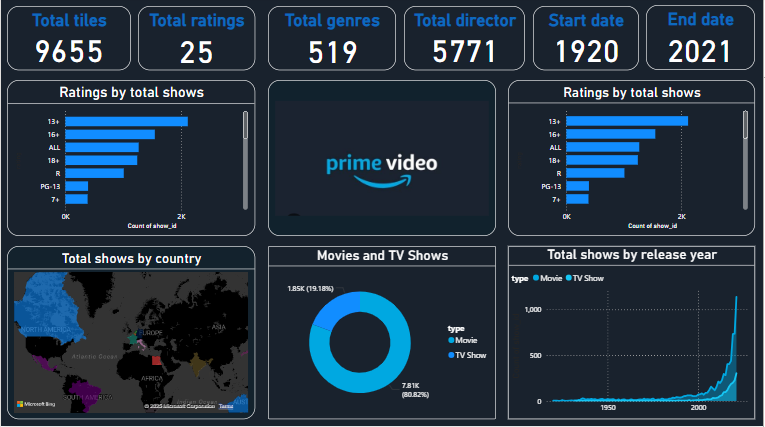 Total tiles
9655
Total ratings
25
Total genres
519
Total director
5771
Start date
1920
End date
2021
Ratings by total shows
13+
16+
ALL
18+
R
PG-13
7+
0K
2K
Count of show_id
prime video
Ratings by total shows
13+
16+
ALL
18+
R
PG-13
7+
0K
2K
Count of show_id
Total shows by country
NORTH AMERICA
EUROPE
ASIA
Atlantic Ocean
AFRICA
SOUTH AMERICA
Indian Ocean
Microsoft Bing
© 2025 Microsoft Corporation Terms
Movies and TV Shows
1.85K (19.18%)
7.81K
(80.82%)
type
Movie
TV Show
Total shows by release year
type Movie TV Show
1,000
500
0
1950
2000